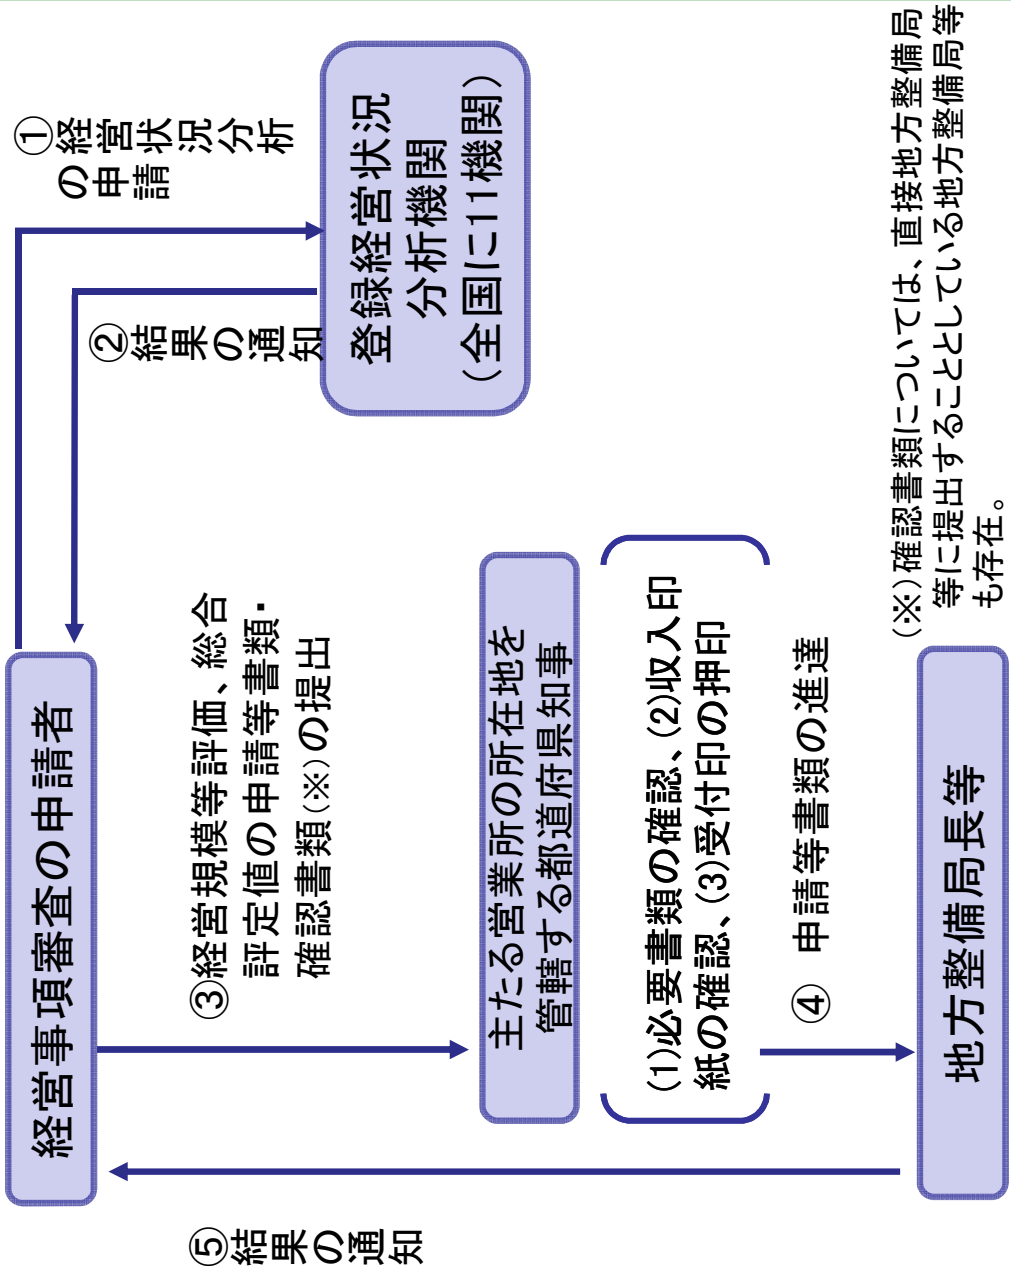 経営事項審査の申請者
①経営状況分析
の申請
②結果の通知
登録経営状況
分析機関
(全国に11機関)
③経営規模等評価、総合
評定値の申請等書類・
確認書類(※)の提出
主たる営業所の所在地を
管轄する都道府県知事
(1)必要書類の確認、(2)収入印
紙の確認、(3)受付印の押印
④ 申請等書類の進達
地方整備局長等
⑤結果の通知
(※)確認書類については、直接地方整備局
等に提出することとしている地方整備局等
も存在。